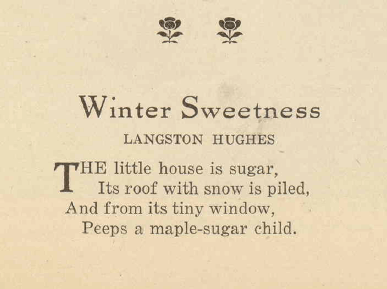 Winter Sweetness
LANGSTON HUGHES
THE little house is sugar,
Its roof with snow is piled,
And from its tiny window,
Peeps a maple-sugar child.